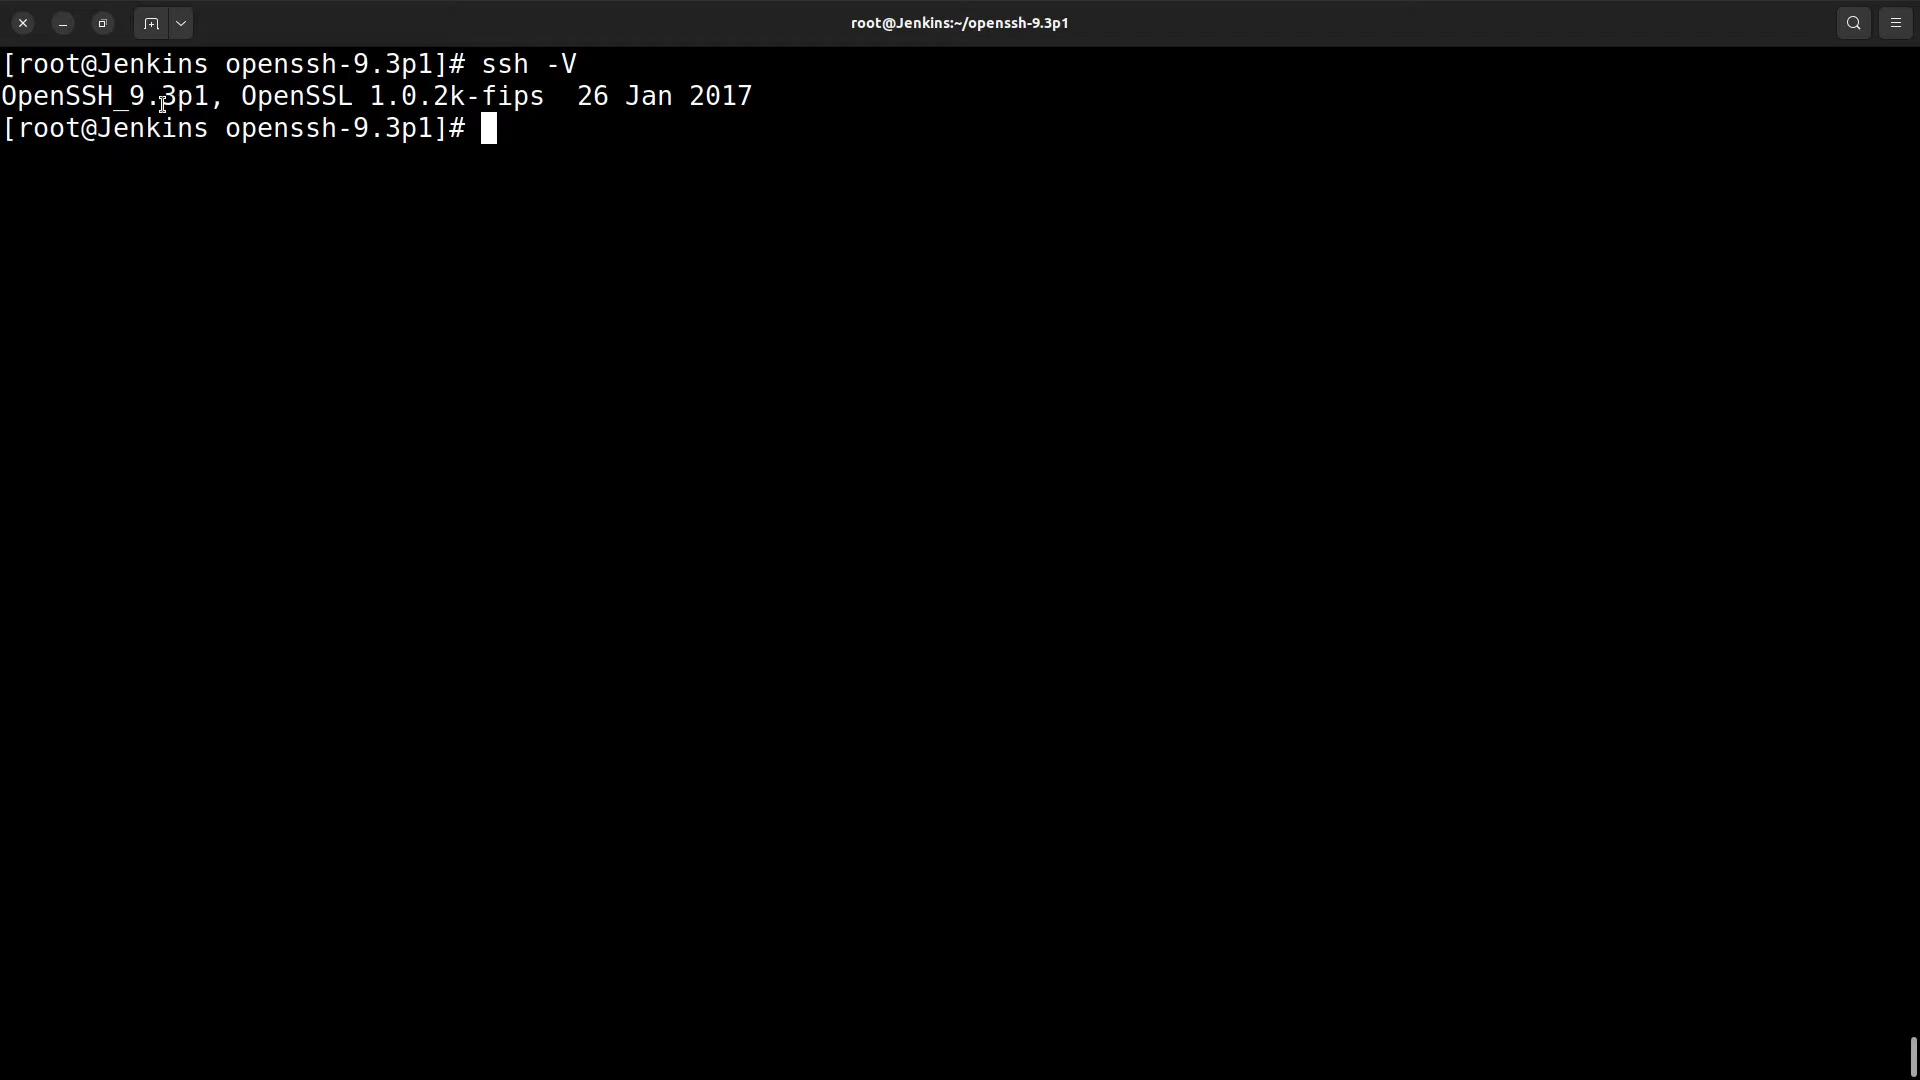 root@Jenkins:~/openssh-9.3p1
[root@Jenkins openssh-9.3p1]# ssh -V
OpenSSH_9.3p1, OpenSSL 1.0.2k-fips  26 Jan 2017
[root@Jenkins openssh-9.3p1]#